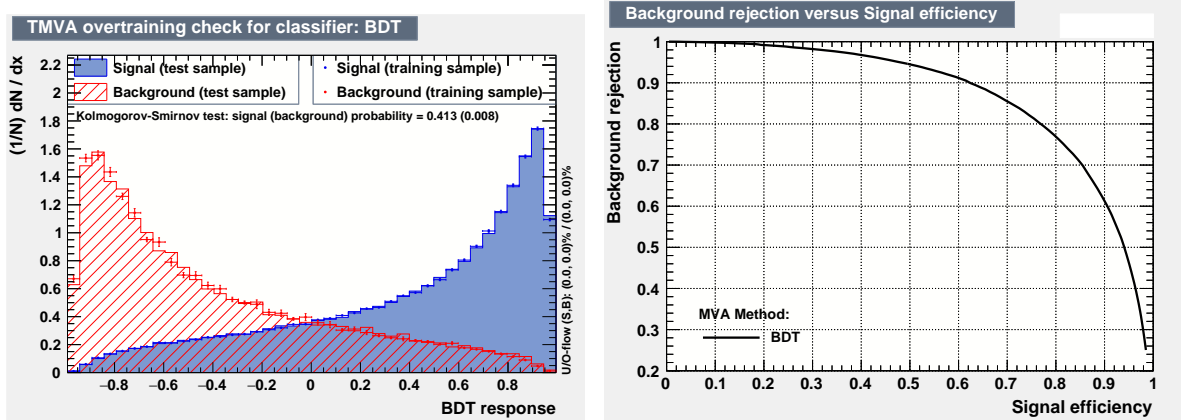 TMVA overtraining check for classifier: BDT
(1/N) dN / dx
2.2
2
1.8
1.6
1.4
1.2
1
0.8
0.6
0.4
0.2
0
Signal (test sample)
Background (test sample)
Signal (training sample)
Background (training sample)
Kolmogorov-Smirnov test: signal (background) probability = 0.413 (0.008)
U/O-flow (S,B): (0.0, 0.0)% / (0.0, 0.0)%
−0.8 −0.6 −0.4 −0.2 0 0.2 0.4 0.6 0.8
BDT response
Background rejection versus Signal efficiency
Background rejection
1
0.9
0.8
0.7
0.6
0.5
0.4
0.3
0.2
MVA Method:
BDT
0 0.1 0.2 0.3 0.4 0.5 0.6 0.7 0.8 0.9 1
Signal efficiency